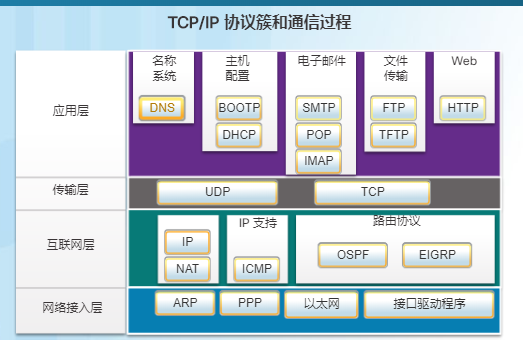 TCP/IP 协议簇和通信过程
应用层
名称
系统
DNS
主机
配置
BOOTP
DHCP
电子邮件
SMTP
POP
IMAP
文件
传输
FTP
TFTP
Web
HTTP
传输层
UDP
TCP
互联网层
IP
NAT
IP 支持
ICMP
路由协议
OSPF
EIGRP
网络接入层
ARP
PPP
以太网
接口驱动程序